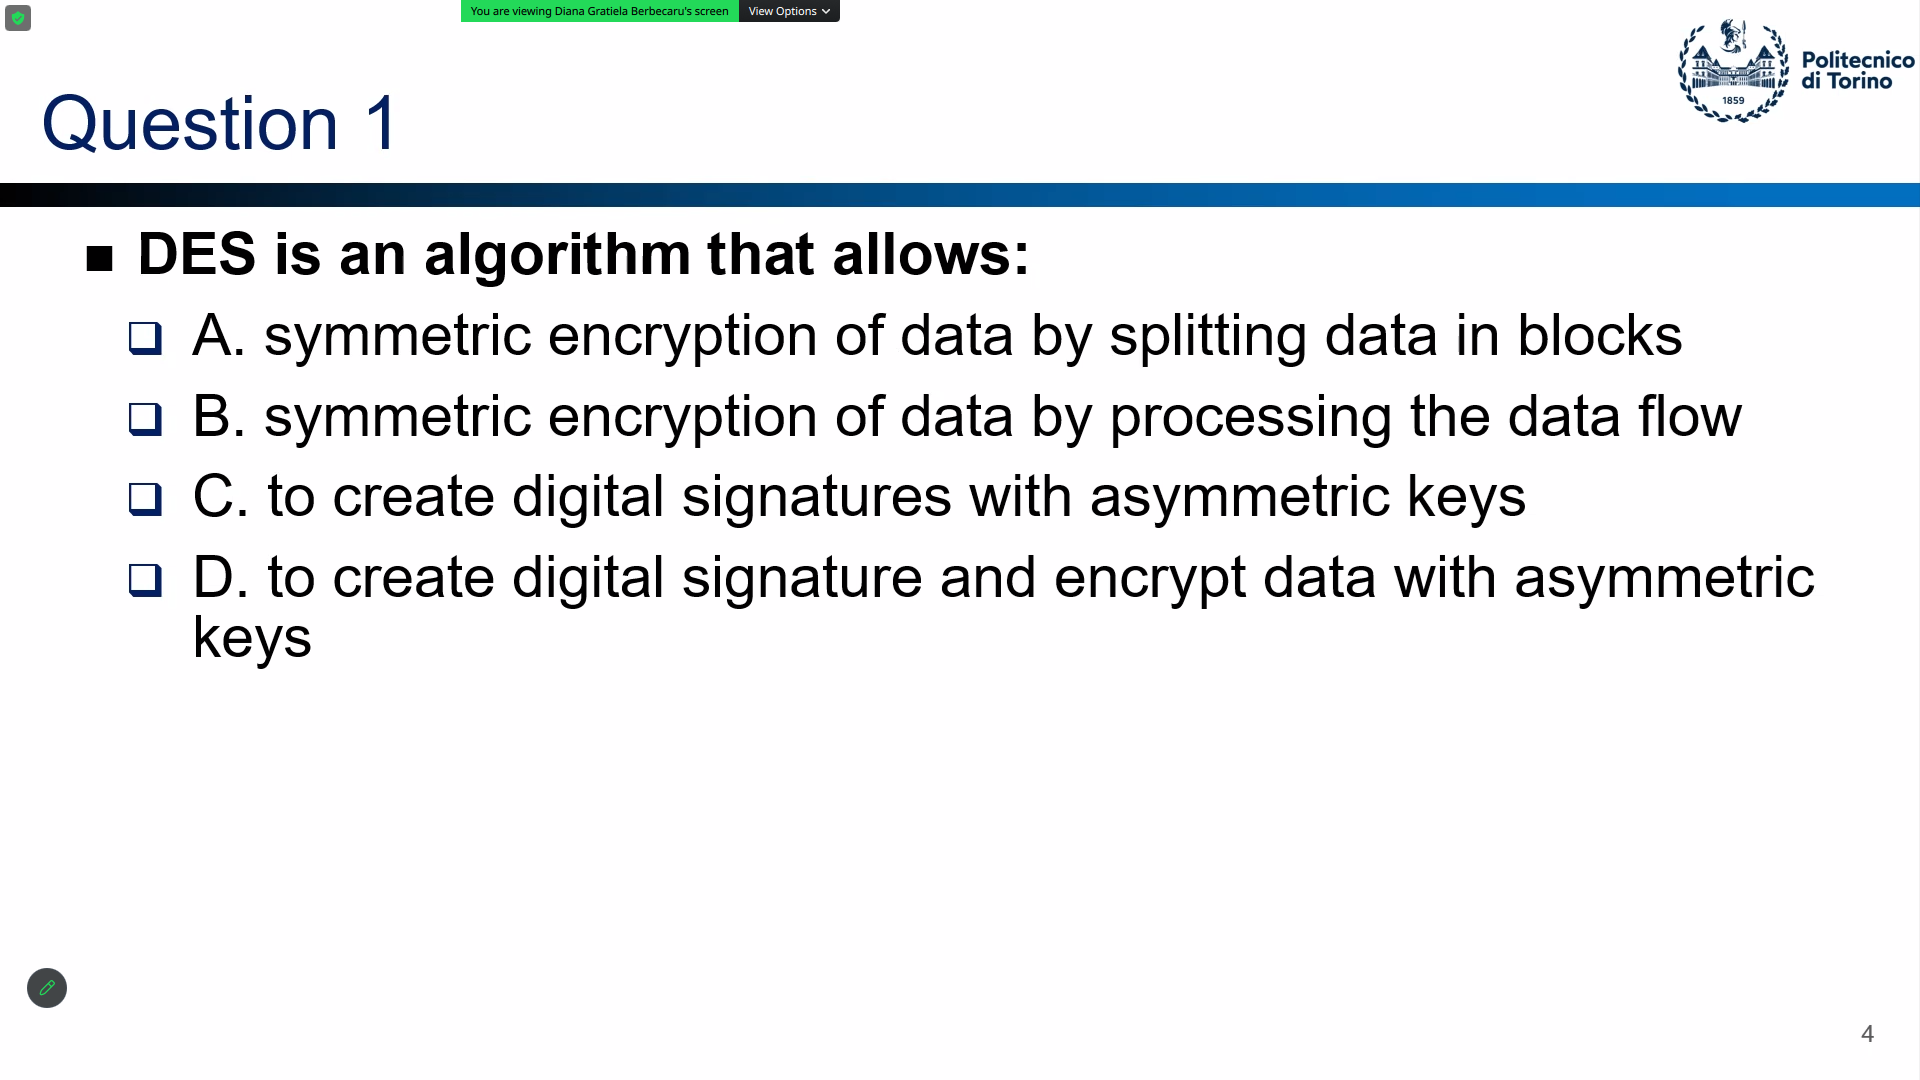 You are viewing Diana Gratiela Berbecaru's screen View Options
Politecnico
di Torino
1859
Question 1
DES is an algorithm that allows:
A. symmetric encryption of data by splitting data in blocks
B. symmetric encryption of data by processing the data flow
C. to create digital signatures with asymmetric keys
D. to create digital signature and encrypt data with asymmetric
keys
4